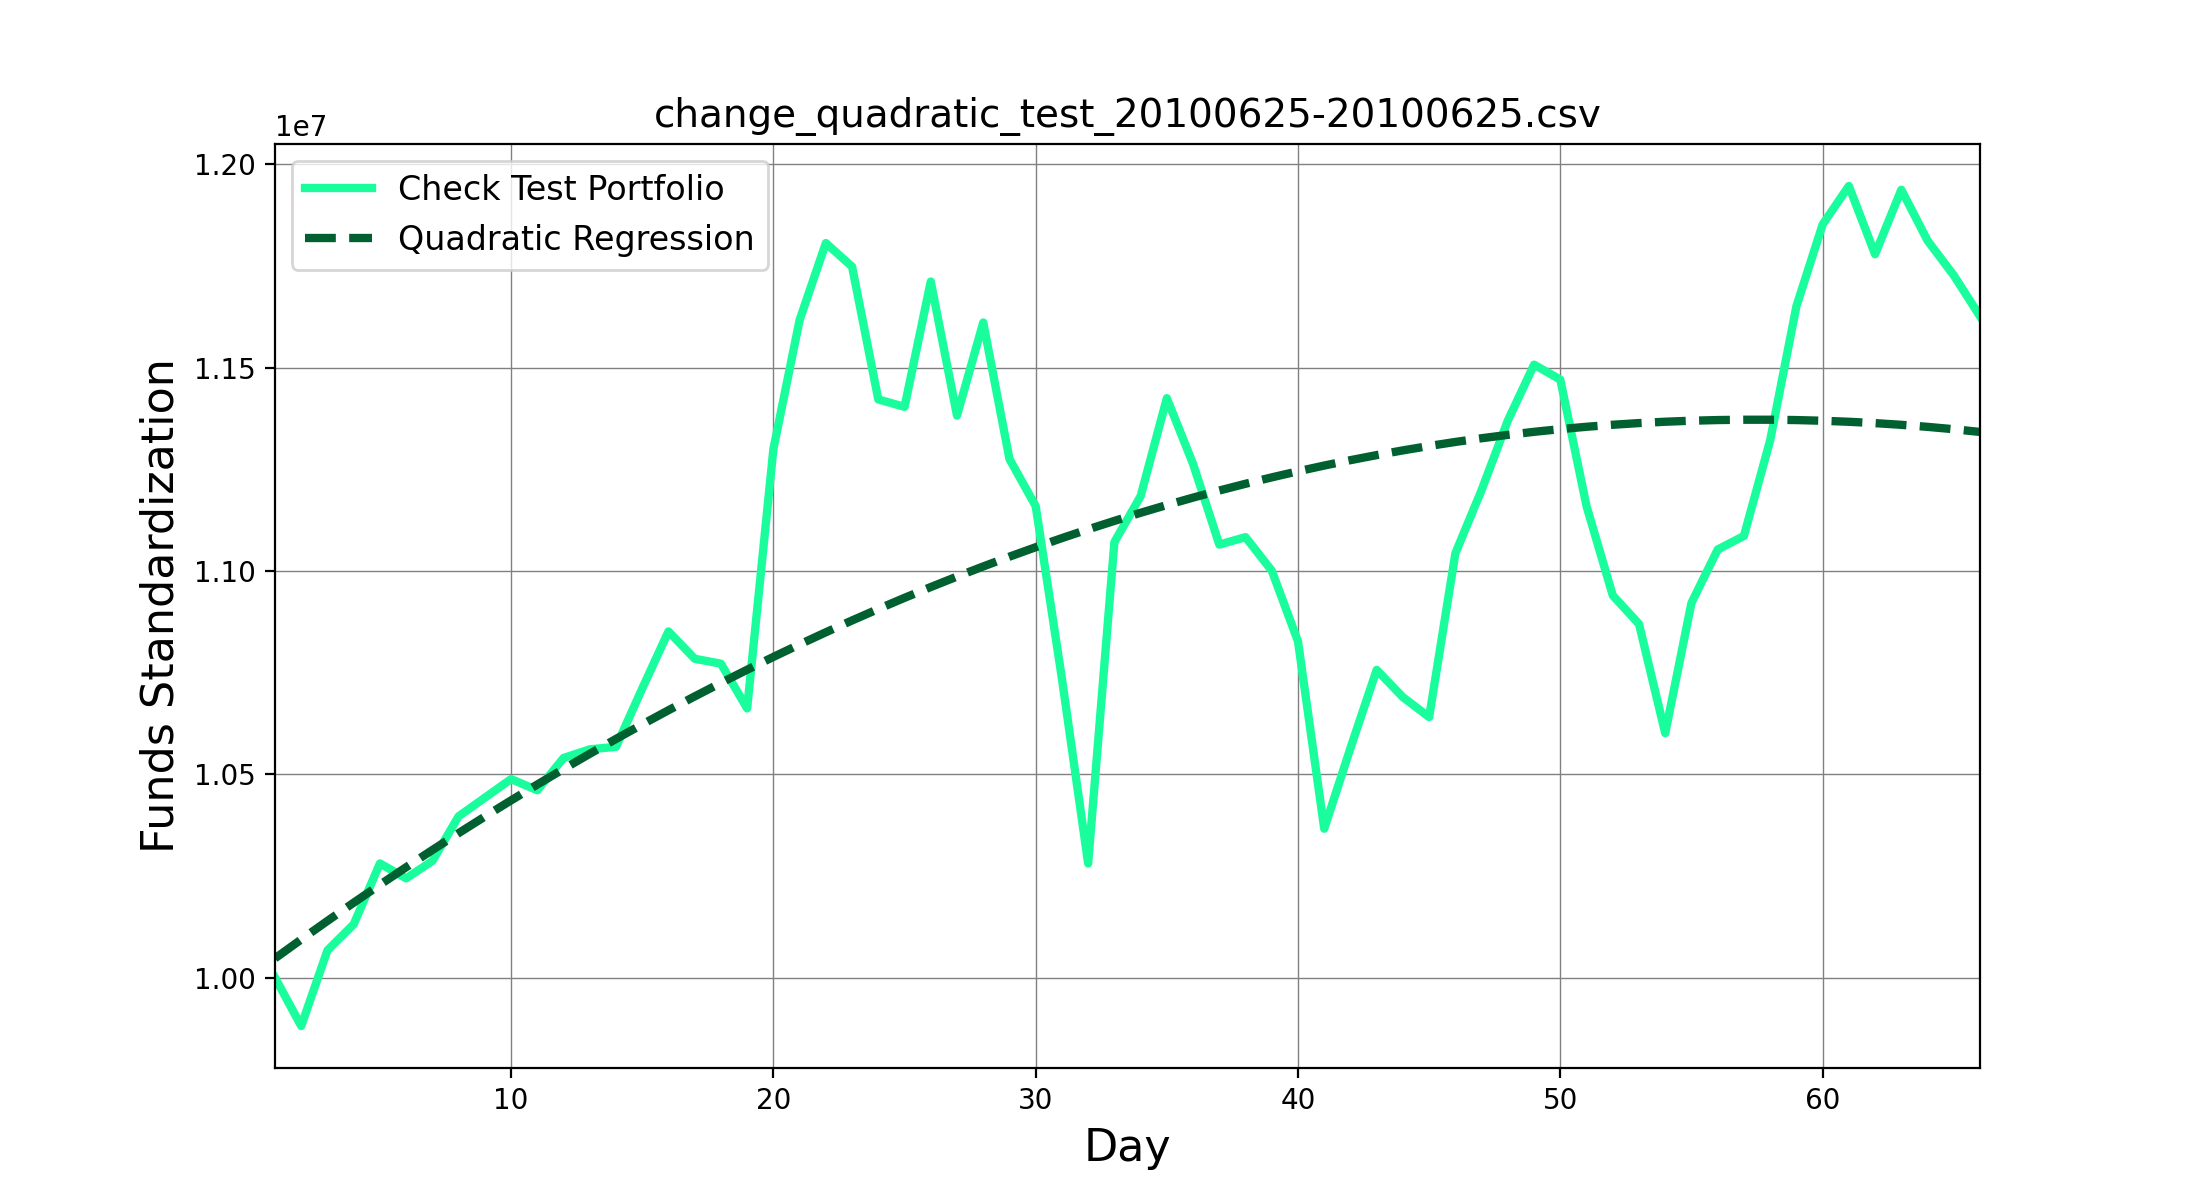 change_quadratic_test_20100625-20100625.csv
1e7
Check Test Portfolio
Quadratic Regression
1.20
1.15
1.10
1.05
1.00
Funds Standardization
10 20 30 40 50 60
Day